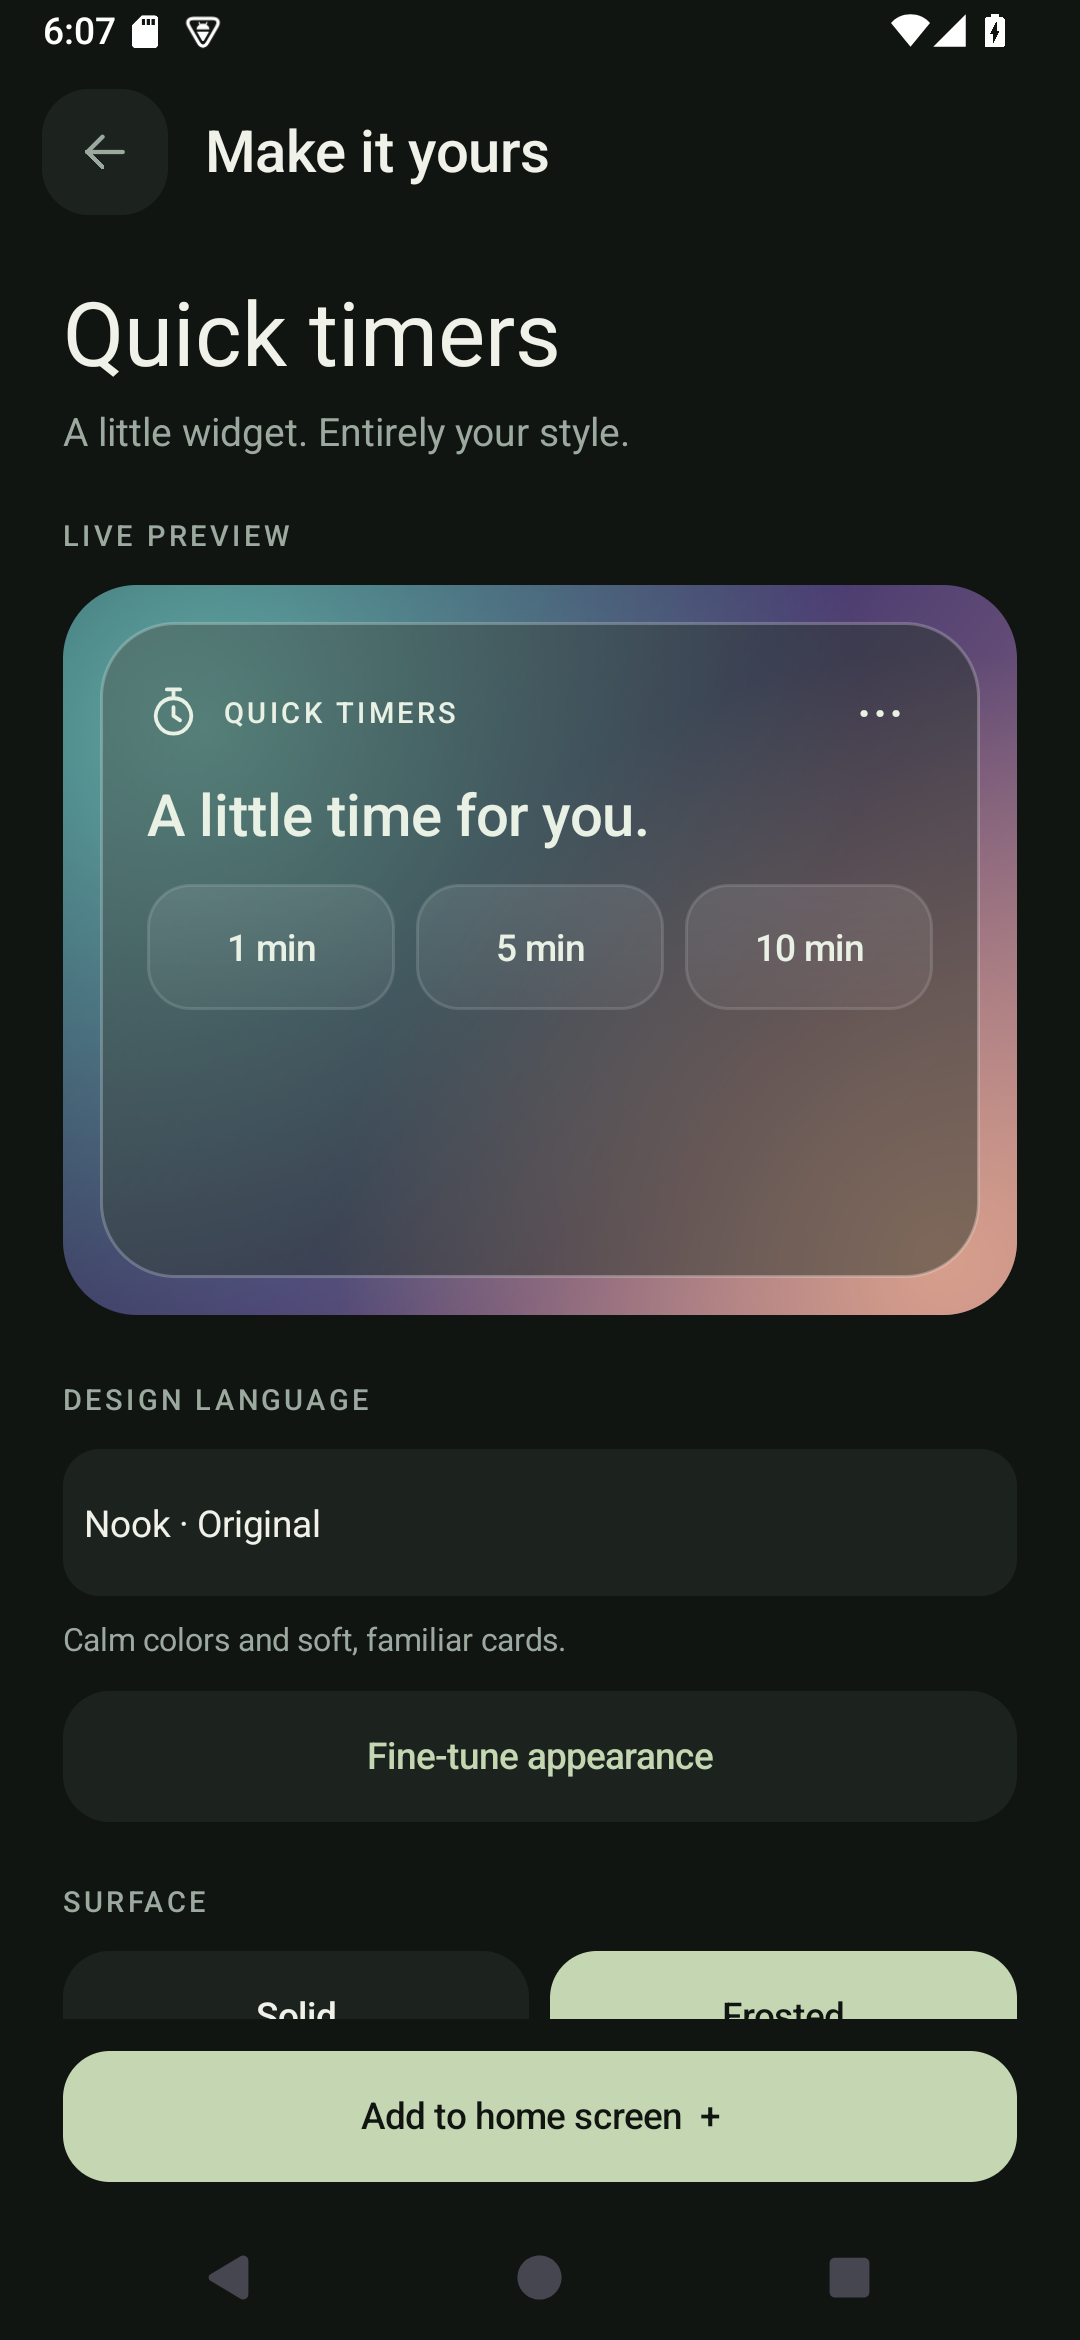 6:07
Make it yours
Quick timers
A little widget. Entirely your style.
LIVE PREVIEW
QUICK TIMERS
A little time for you.
1 min
5 min
10 min
DESIGN LANGUAGE
Nook · Original
Calm colors and soft, familiar cards.
Fine-tune appearance
SURFACE
Solid
Frosted
Add to home screen +